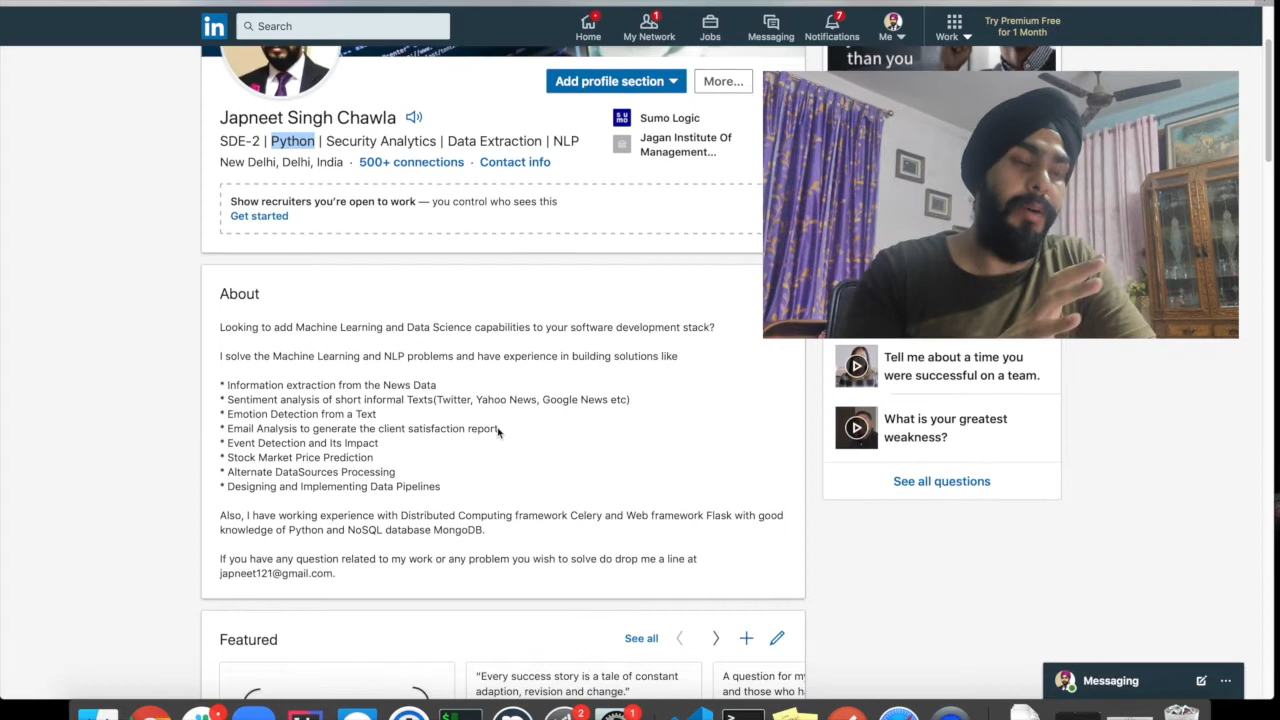 in
Search
1
7
Home
My Network
Jobs
Messaging
Notifications
Me
Work
Try Premium Free
for 1 Month
than you
Add profile section
More...
Japneet Singh Chawla
SUMO
Sumo Logic
SDE-2 | Python | Security Analytics | Data Extraction | NLP
Jagan Institute Of
Management...
New Delhi, Delhi, India · 500+ connections · Contact info
Show recruiters you're open to work — you control who sees this
Get started
About
Looking to add Machine Learning and Data Science capabilities to your software development stack?
I solve the Machine Learning and NLP problems and have experience in building solutions like
* Information extraction from the News Data
* Sentiment analysis of short informal Texts(Twitter, Yahoo News, Google News etc)
* Emotion Detection from a Text
* Email Analysis to generate the client satisfaction report
* Event Detection and Its Impact
* Stock Market Price Prediction
* Alternate DataSources Processing
* Designing and Implementing Data Pipelines
Also, I have working experience with Distributed Computing framework Celery and Web framework Flask with good
knowledge of Python and NoSQL database MongoDB.
If you have any question related to my work or any problem you wish to solve do drop me a line at
japneet121@gmail.com.
Tell me about a time you
were successful on a team.
What is your greatest
weakness?
See all questions
Featured
See all
"Every success story is a tale of constant
adaption, revision and change."
A question for m
and those who h
Messaging
2
1